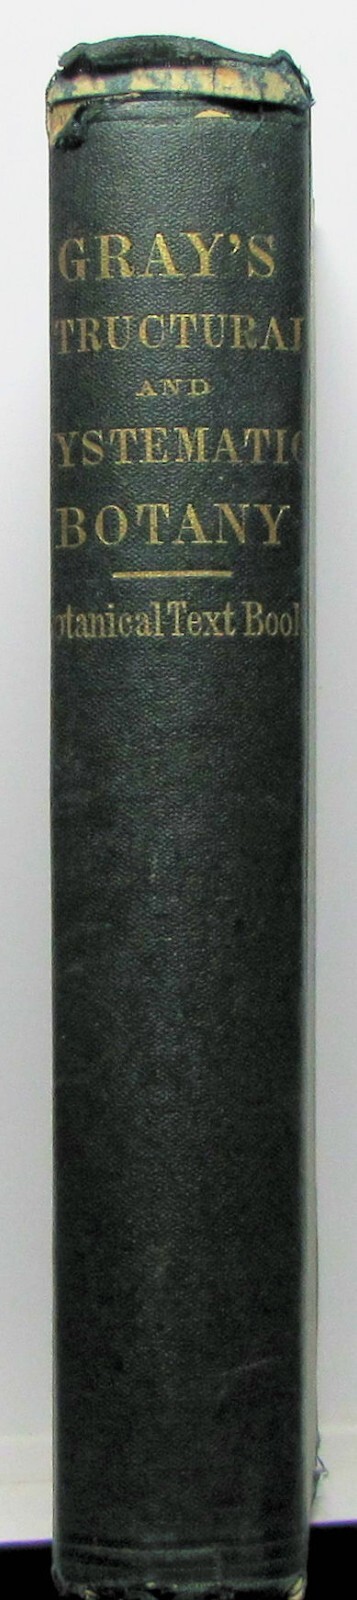 GRAY'S
TRUCTURAL
AND
YSTEMATIC
BOTANY
otanical Text Book